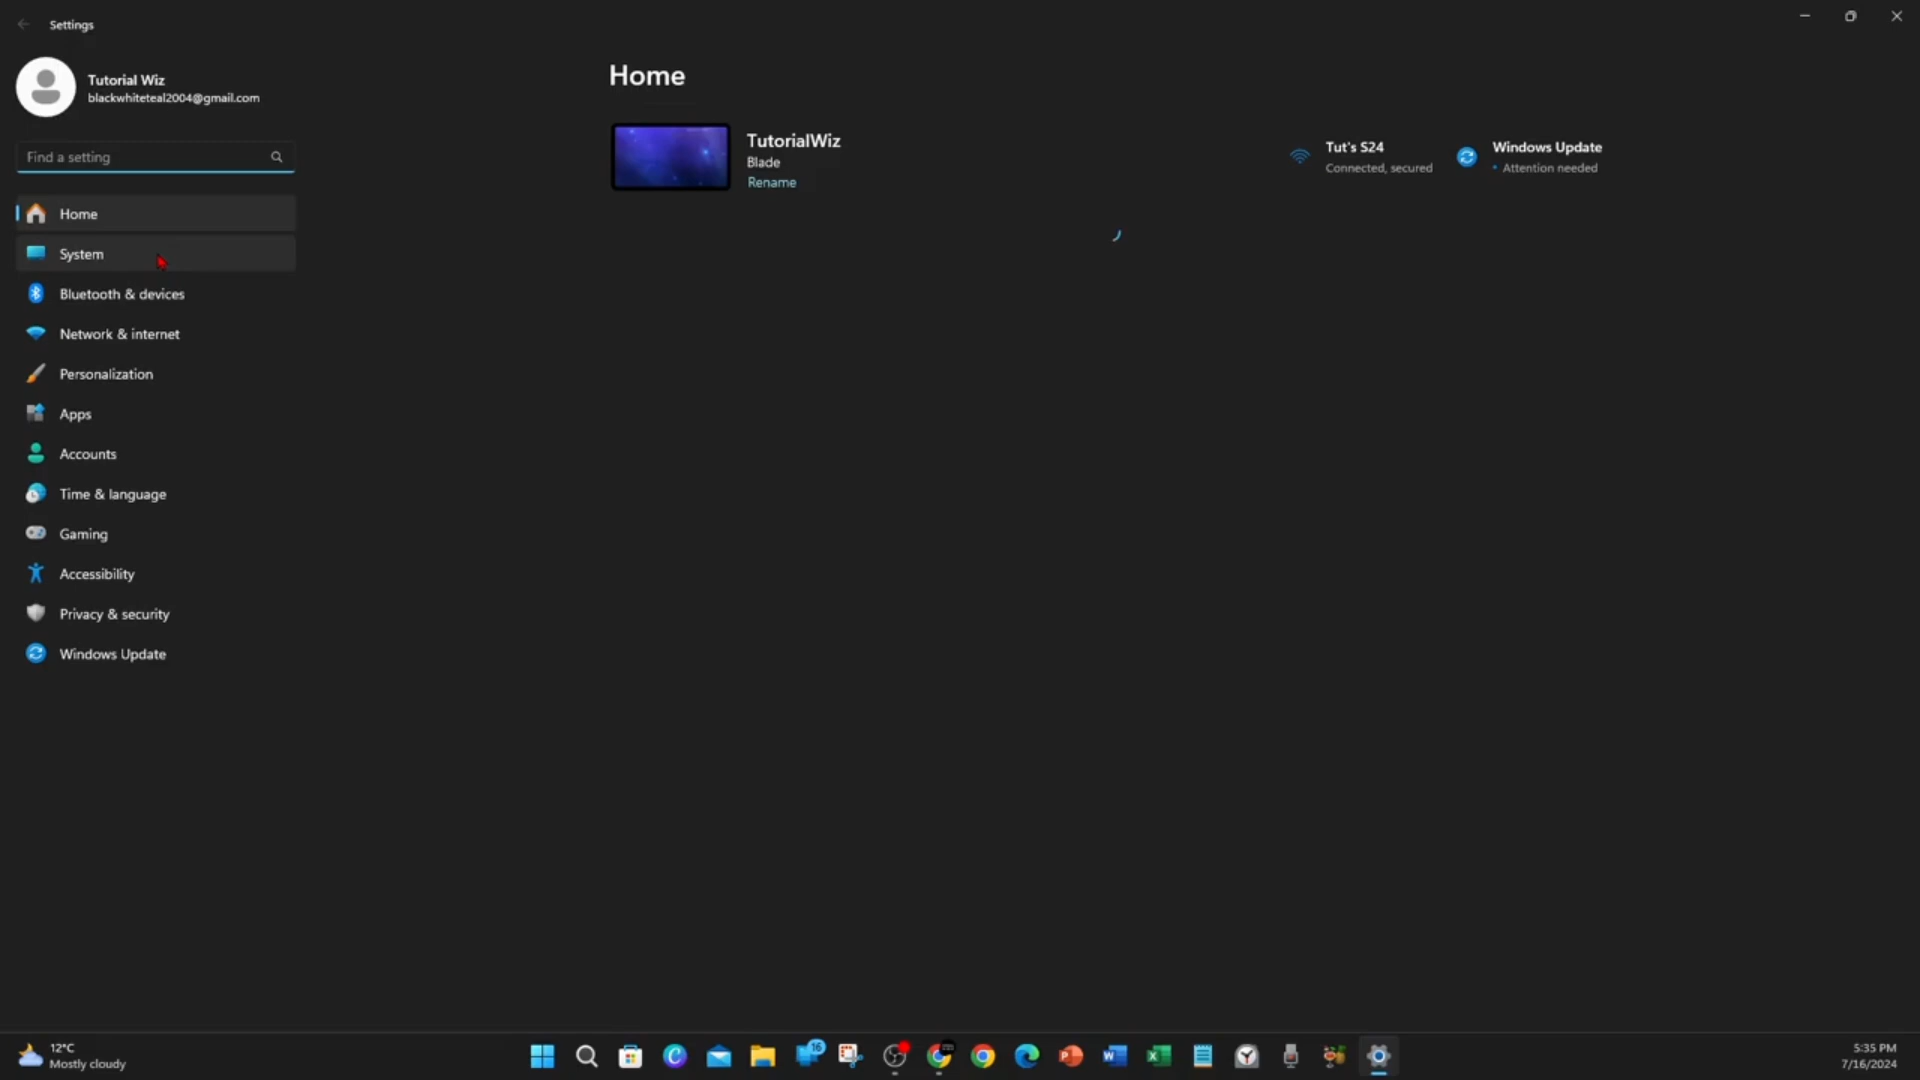 Settings
Tutorial Wiz
blackwhiteteal2004@gmail.com
Find a setting
Home
System
Bluetooth & devices
Network & internet
Personalization
Apps
Accounts
Time & language
Gaming
Accessibility
Privacy & security
Windows Update
Home
TutorialWiz
Blade
Rename
Tut's S24
Connected, secured
Windows Update
• Attention needed
12°C
Mostly cloudy
16
5:35 PM
7/16/2024